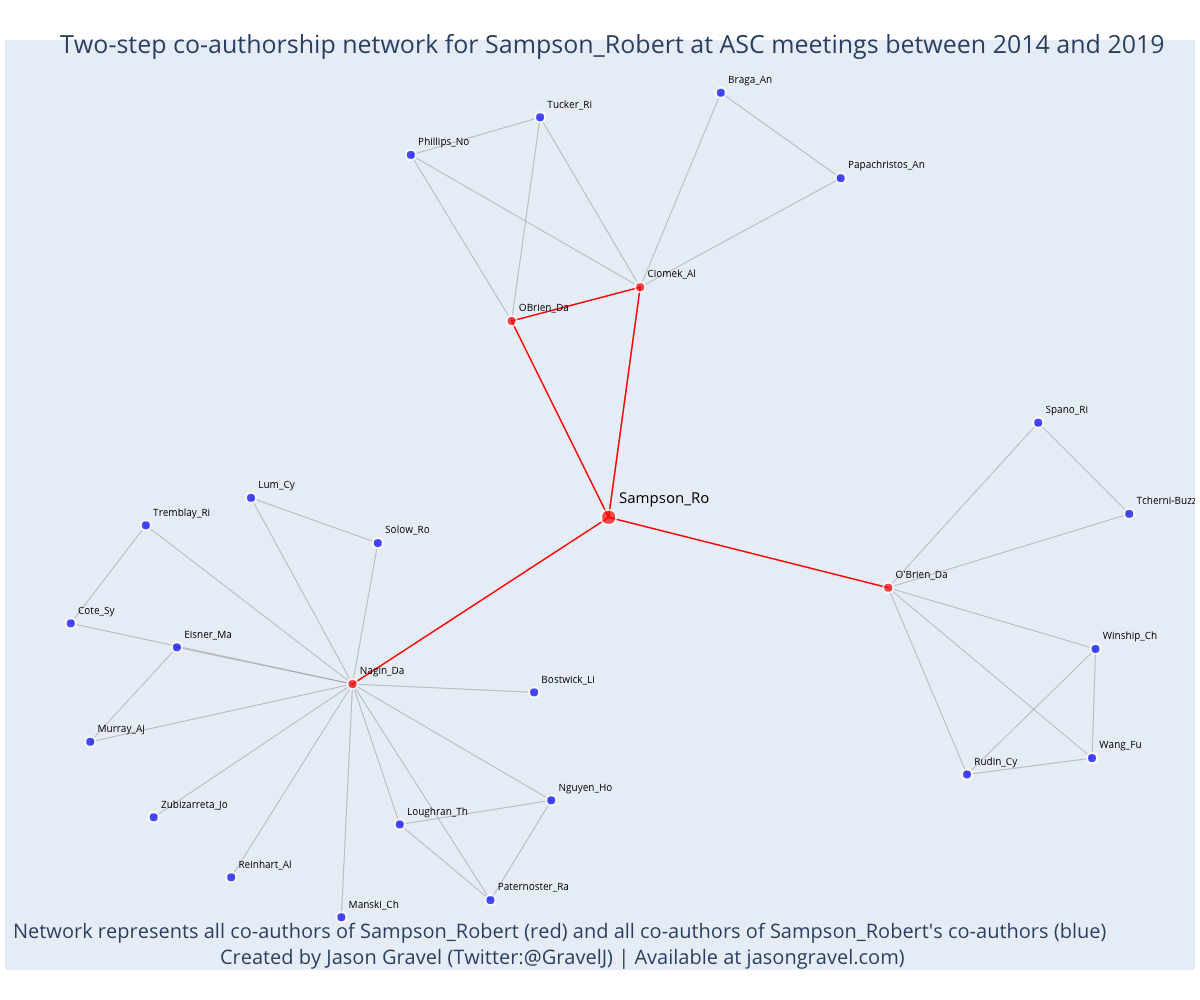 Two-step co-authorship network for Sampson_Robert at ASC meetings between 2014 and 2019
Braga_An
Tucker_Ri
Phillips_No
Papachristos_An
Ciomek_Al
OBrien_Da
Spano_Ri
Lum_Cy
Sampson_Ro
Tcherni-Buzz
Tremblay_Ri
Solow_Ro
O'Brien_Da
Cote_Sy
Eisner_Ma
Winship_Ch
Nagin_Da
Bostwick_Li
Murray_Aj
Wang_Fu
Rudin_Cy
Nguyen_Ho
Zubizarreta_Jo
Loughran_Th
Reinhart_Al
Paternoster_Ra
Manski_Ch
Network represents all co-authors of Sampson_Robert (red) and all co-authors of Sampson_Robert's co-authors (blue)
Created by Jason Gravel (Twitter:@GravelJ) | Available at jasongravel.com)